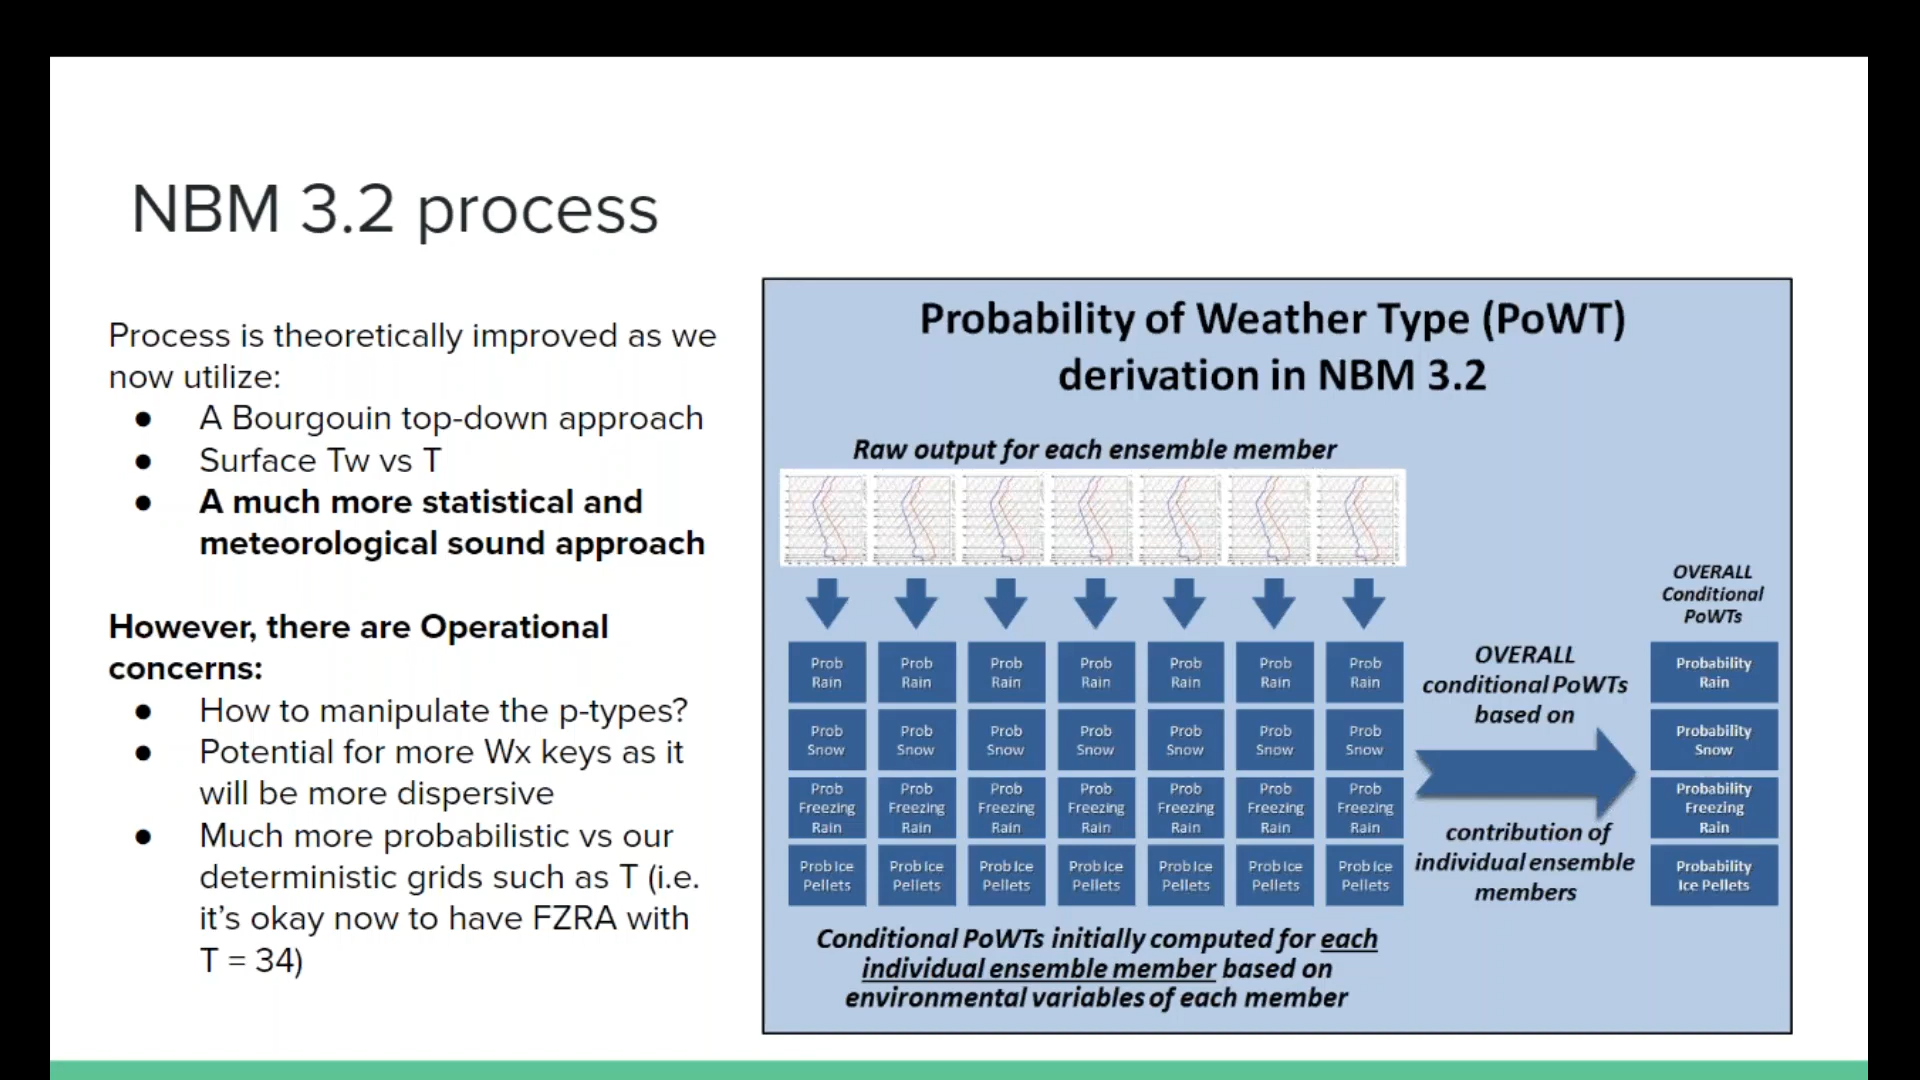 NBM 3.2 process
Process is theoretically improved as we
now utilize:
● A Bourgouin top-down approach
● Surface Tw vs T
● A much more statistical and
meteorological sound approach
However, there are Operational
concerns:
● How to manipulate the p-types?
● Potential for more Wx keys as it
will be more dispersive
● Much more probabilistic vs our
deterministic grids such as T (i.e.
it's okay now to have FZRA with
T = 34)
Probability of Weather Type (PoWT)
derivation in NBM 3.2
Raw output for each ensemble member
Prob Prob Prob Prob Prob Prob Prob
Rain Rain Rain Rain Rain Rain Rain
Prob Prob Prob Prob Prob Prob Prob
Snow Snow Snow Snow Snow Snow Snow
Prob Prob Prob Prob Prob Prob Prob
Freezing Freezing Freezing Freezing Freezing Freezing Freezing
Rain Rain Rain Rain Rain Rain Rain
Prob Ice Prob Ice Prob Ice Prob Ice Prob Ice Prob Ice Prob Ice
Pellets Pellets Pellets Pellets Pellets Pellets Pellets
Conditional PoWTs initially computed for each
individual ensemble member based on
environmental variables of each member
OVERALL
conditional PoWTs
based on
contribution of
individual ensemble
members
OVERALL
Conditional
PoWTs
Probability
Rain
Probability
Snow
Probability
Freezing
Rain
Probability
Ice Pellets